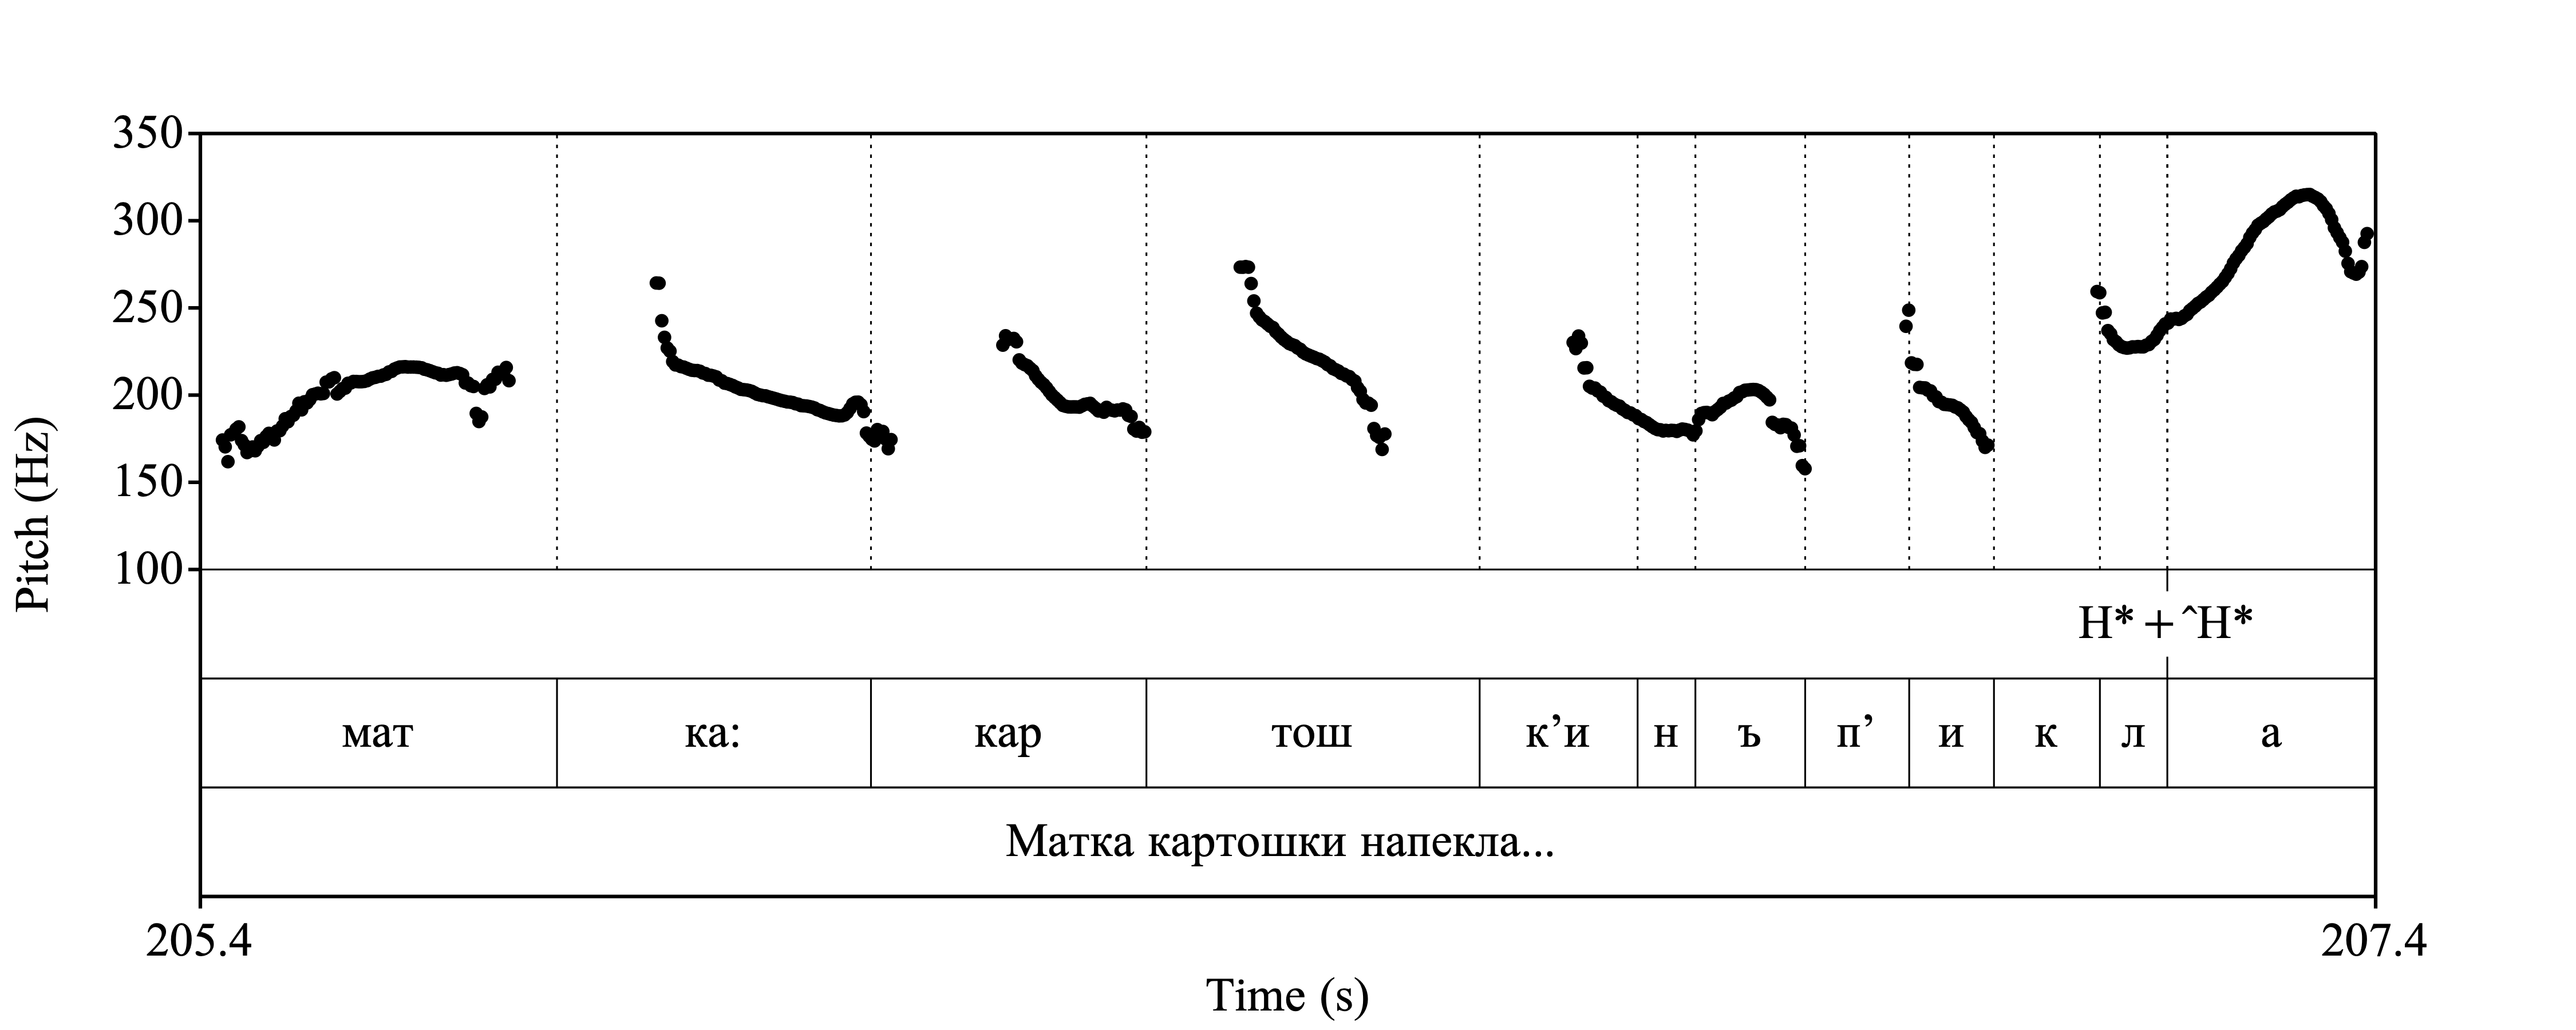 350
300
250
200
150
100
Pitch (Hz)
H* + ˆH*
мат ка: кар тош к’и н ъ п’ и к л а
Матка картошки напекла...
205.4 207.4
Time (s)